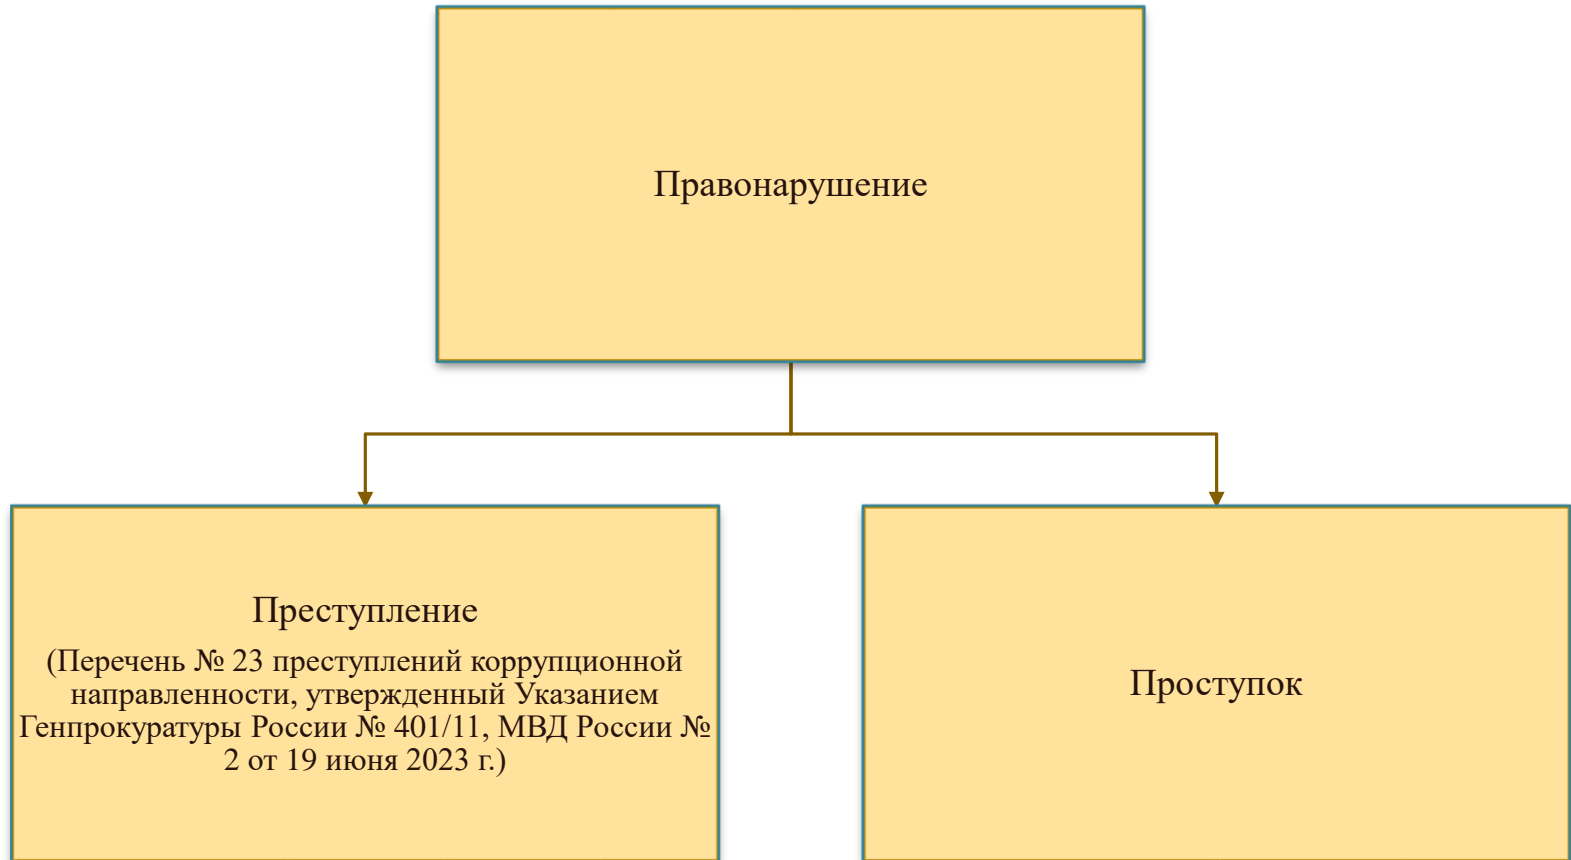 Правонарушение
Преступление
(Перечень № 23 преступлений коррупционной
направленности, утвержденный Указанием
Генпрокуратуры России № 401/11, МВД России №
2 от 19 июня 2023 г.)
Проступок